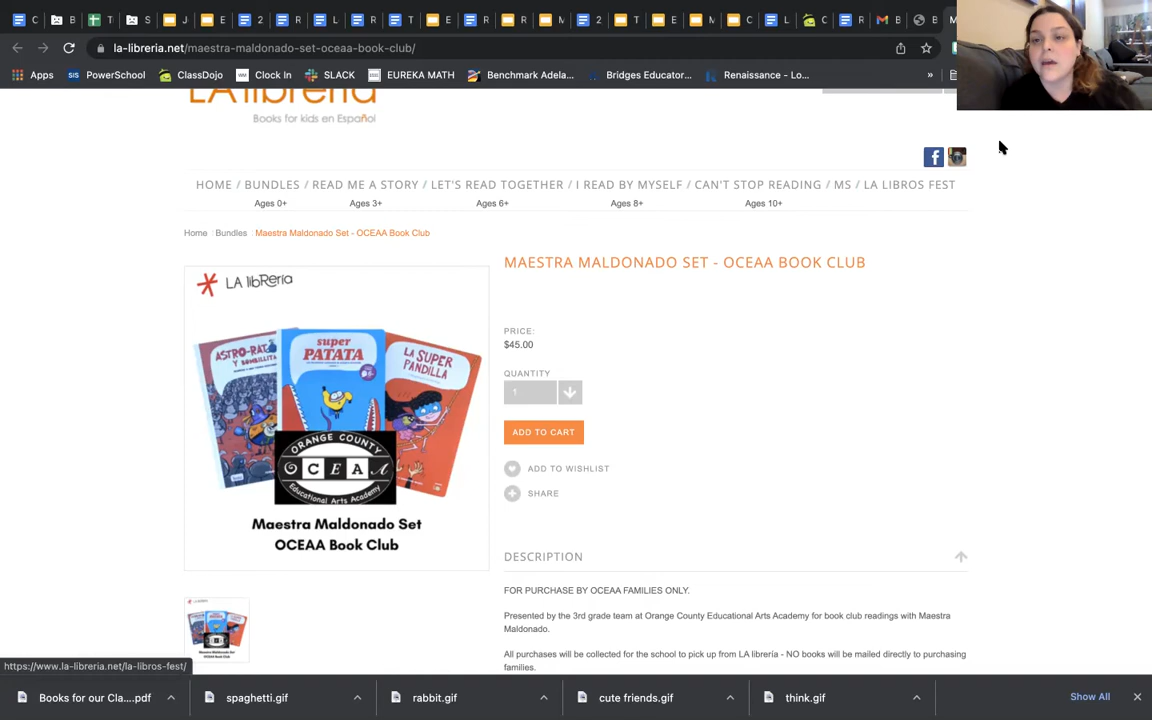 C
B
T
S
J
E
2
R
L
R
R
T
E
R
R
M
2
T
E
M
C
L
C
R
B
B
M
la-libreria.net/maestra-maldonado-set-oceaa-book-club/
Apps
SIS PowerSchool
ClassDojo
Clock In
SLACK
EUREKA MATH
Benchmark Adela...
Bridges Educator...
Renaissance - Lo...
»
LA librería
Books for kids en Español
HOME / BUNDLES / READ ME A STORY / LET'S READ TOGETHER / I READ BY MYSELF / CAN'T STOP READING / MS / LA LIBROS FEST
Ages 0+ Ages 3+ Ages 6+ Ages 8+ Ages 10+
Home Bundles Maestra Maldonado Set - OCEAA Book Club
LA libRería
ASTRO-RATÓN Y BOMBILLITA
super PATATA
LA SUPER PANDILLA
ORANGE COUNTY
OCEAA
Educational Arts Academy
Maestra Maldonado Set
OCEAA Book Club
MAESTRA MALDONADO SET - OCEAA BOOK CLUB
PRICE:
$45.00
QUANTITY
1
ADD TO CART
ADD TO WISHLIST
SHARE
DESCRIPTION
FOR PURCHASE BY OCEAA FAMILIES ONLY.
Presented by the 3rd grade team at Orange County Educational Arts Academy for book club readings with Maestra
Maldonado.
All purchases will be collected for the school to pick up from LA librería - NO books will be mailed directly to purchasing
families.
https://www.la-libreria.net/la-libros-fest/
Books for our Cla....pdf
spaghetti.gif
rabbit.gif
cute friends.gif
think.gif
Show All